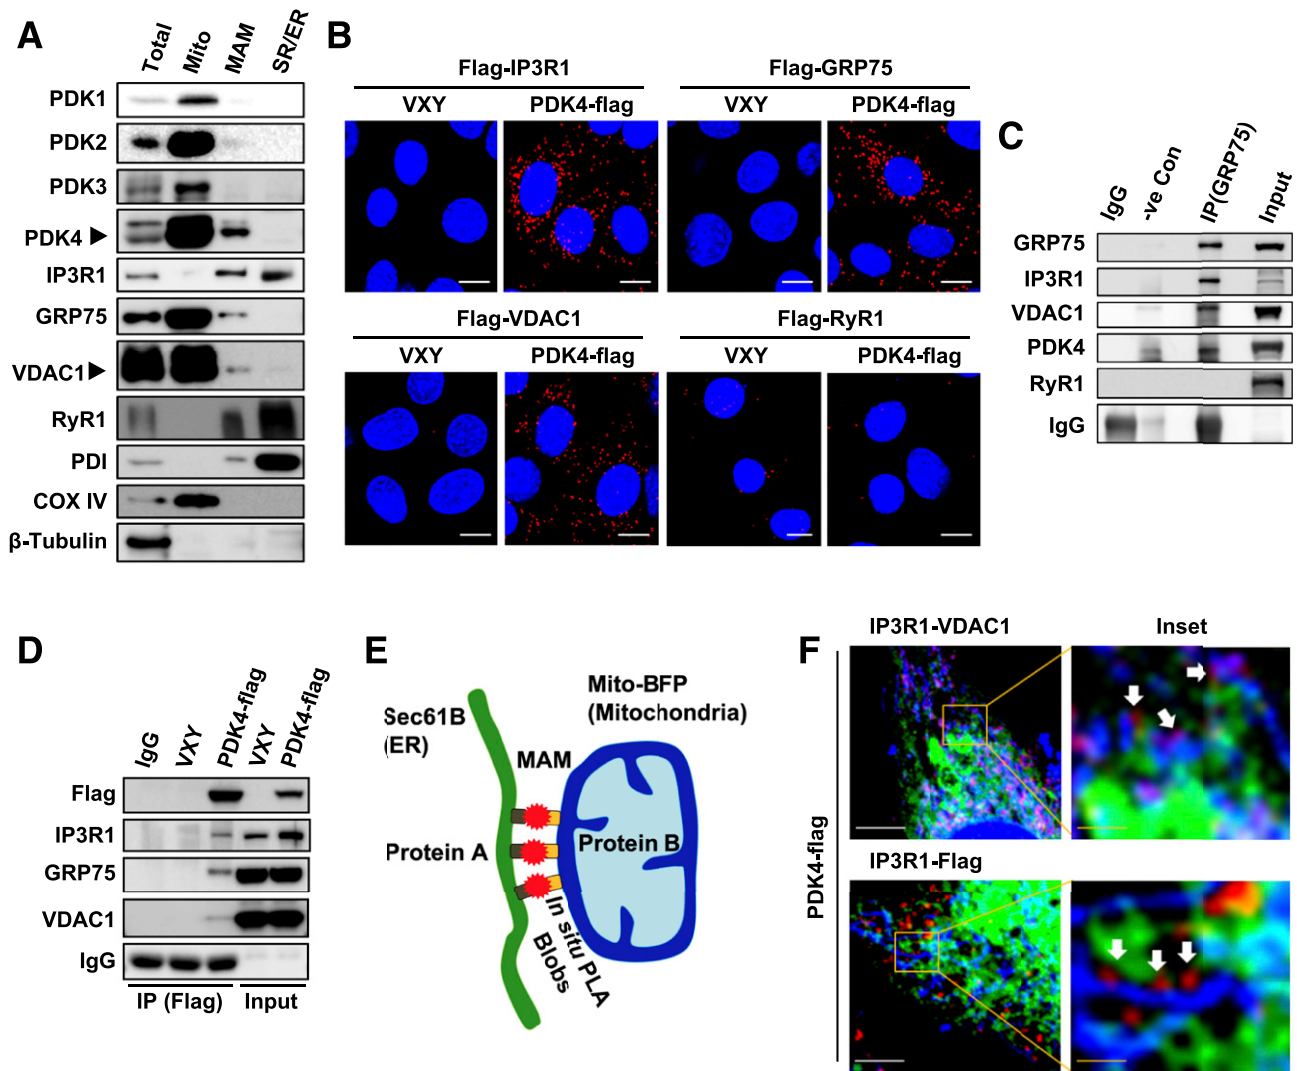 A
Total
Mito
MAM
SR/ER
PDK1
PDK2
PDK3
PDK4
IP3R1
GRP75
VDAC1
RyR1
PDI
COX IV
β-Tubulin
B
Flag-IP3R1
Flag-GRP75
VXY
PDK4-flag
VXY
PDK4-flag
Flag-VDAC1
Flag-RyR1
VXY
PDK4-flag
VXY
PDK4-flag
C
IgG
-ve Con
IP(GRP75)
Input
GRP75
IP3R1
VDAC1
PDK4
RyR1
IgG
D
IgG
VXY
PDK4-flag
VXY
PDK4-flag
Flag
IP3R1
GRP75
VDAC1
IgG
IP (Flag)
Input
E
Sec61B
(ER)
Mito-BFP
(Mitochondria)
MAM
Protein A
Protein B
In situ PLA
Blobs
F
IP3R1-VDAC1
Inset
PDK4-flag
IP3R1-Flag